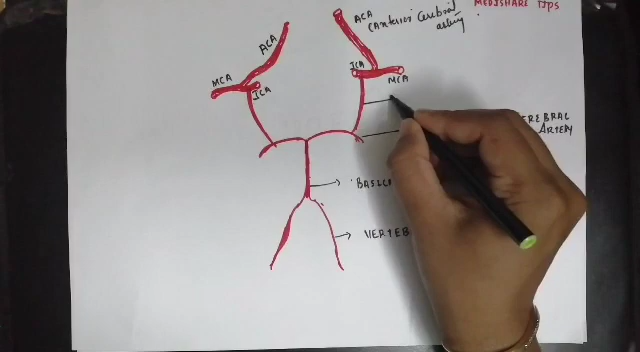 MEDISHARE TIPS
ACA
(Anterior Cerebral
artery
ACA
ICA
MCA
MCA
ICA
EREBRAL
ARTERY
BASIL
VERTEB